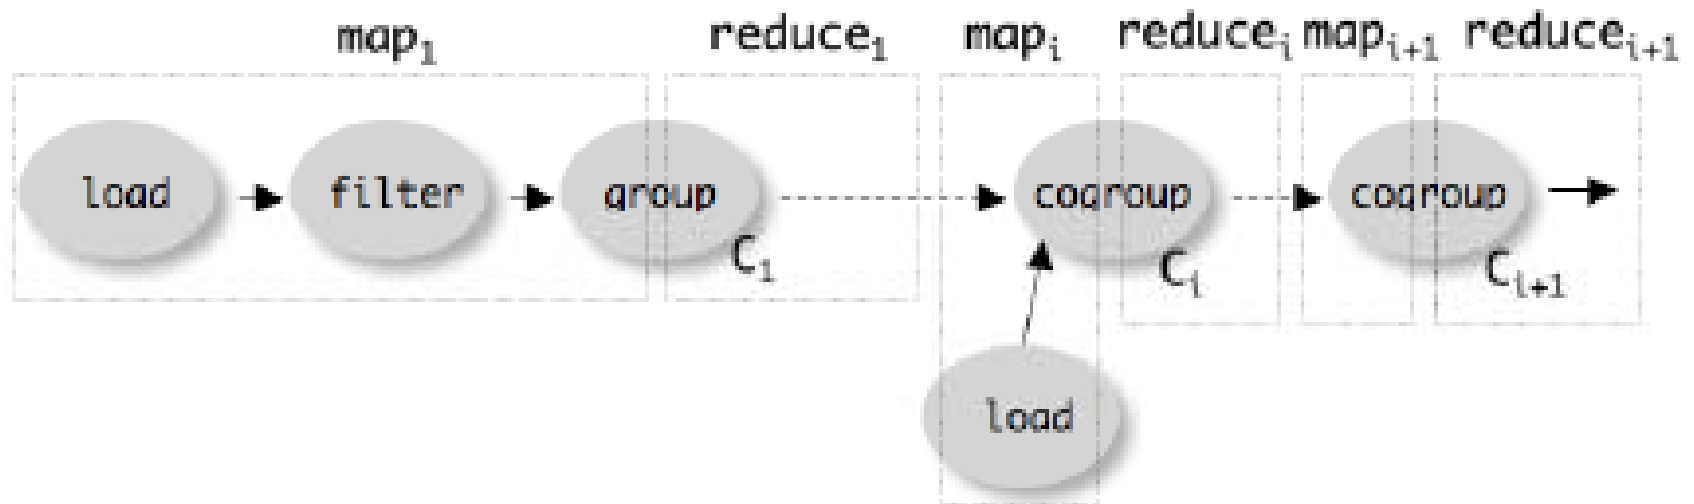 map₁ reduce₁ mapᵢ reduceᵢ mapᵢ₊₁ reduceᵢ₊₁
load filter group cogroup cogroup
C₁ Cᵢ Cᵢ₊₁
load